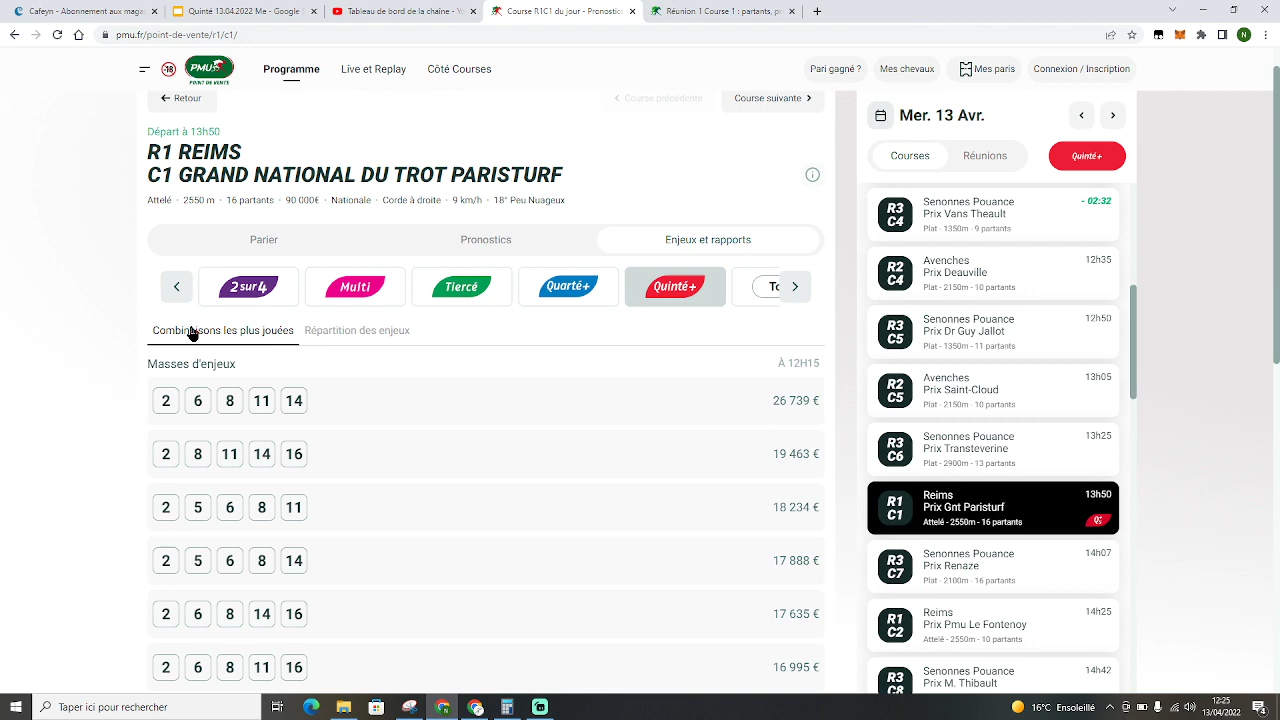 Cafeyn - Abonnement aux mag
Quinté 13 Mercredi - Google S
Tableau de bord de la chaîne - Yo
Course R1C1 du jour - Pronostic
Réunion 1 Course 1 : partants, p
pmu.fr/point-de-vente/r1/c1/
N
-18
PMU
POINT DE VENTE
Programme
Live et Replay
Côté Courses
Pari gagné ?
Nos jeux
Mes paris
Connexion / Inscription
Retour
Course précédente
Course suivante
Départ à 13h50
R1 REIMS
C1 GRAND NATIONAL DU TROT PARISTURF
Attelé · 2550 m · 16 partants · 90 000€ · Nationale · Corde à droite · 9 km/h · 18° Peu Nuageux
Parier
Pronostics
Enjeux et rapports
2sur4
Multi
Tiercé
Quarté+
Quinté+
Répartition des enjeux
Masses d'enjeu
À 12H15
2 6 8 11 14
26 739 €
2 8 11 14 16
19 463 €
2 5 6 8 11
18 234 €
2 5 6 8 14
17 888 €
2 6 8 14 16
17 635 €
2 6 8 11 16
16 995 €
Mer. 13 Avr.
Courses
Réunions
Quinté+
R3 Senonnes Pouance - 02:32
C4 Prix Vans Theault
Plat - 1350m - 9 partants
R2 Avenches 12h35
C4 Prix Deauville
Plat - 2150m - 10 partants
R3 Senonnes Pouance 12h50
C5 Prix Dr Guy Jallot
Plat - 1350m - 11 partants
R2 Avenches 13h05
C5 Prix Saint-Cloud
Plat - 2150m - 10 partants
R3 Senonnes Pouance 13h25
C6 Prix Transteverine
Plat - 2900m - 13 partants
R1 Reims 13h50
C1 Prix Gnt Paristurf
Attelé - 2550m - 16 partants
R3 Senonnes Pouance 14h07
C7 Prix Renaze
Plat - 2100m - 16 partants
R1 Reims 14h25
C2 Prix Pmu Le Fontenoy
Attelé - 2550m - 10 partants
R3 Senonnes Pouance 14h42
C8 Prix M. Thibault
Taper ici pour rechercher
16°C Ensoleillé
12:25
13/04/2022